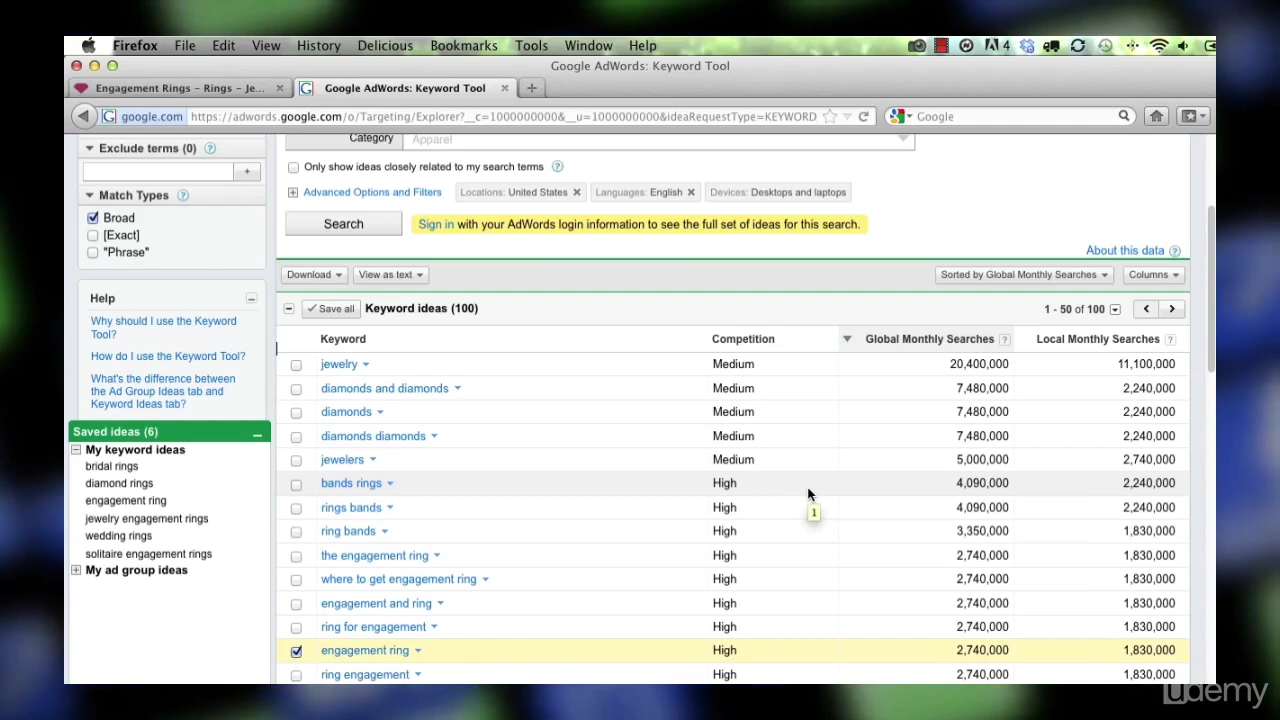 Firefox File Edit View History Delicious Bookmarks Tools Window Help 4
Google AdWords: Keyword Tool
Engagement Rings – Rings – Je... Google AdWords: Keyword Tool
google.com https://adwords.google.com/o/Targeting/Explorer?__c=1000000000&__u=1000000000&ideaRequestType=KEYWORD Google
Exclude terms (0)
Match Types
Broad
[Exact]
"Phrase"
Help
Why should I use the Keyword
Tool?
How do I use the Keyword Tool?
What's the difference between
the Ad Group Ideas tab and
Keyword Ideas tab?
Saved ideas (6)
My keyword ideas
bridal rings
diamond rings
engagement ring
jewelry engagement rings
wedding rings
solitaire engagement rings
My ad group ideas
Category Apparel
Only show ideas closely related to my search terms
Advanced Options and Filters Locations: United States Languages: English Devices: Desktops and laptops
Search Sign in with your AdWords login information to see the full set of ideas for this search.
About this data
Download View as text Sorted by Global Monthly Searches Columns
Save all Keyword ideas (100) 1 - 50 of 100
Keyword Competition Global Monthly Searches Local Monthly Searches
jewelry Medium 20,400,000 11,100,000
diamonds and diamonds Medium 7,480,000 2,240,000
diamonds Medium 7,480,000 2,240,000
diamonds diamonds Medium 7,480,000 2,240,000
jewelers Medium 5,000,000 2,740,000
bands rings High 4,090,000 2,240,000
1
rings bands High 4,090,000 2,240,000
ring bands High 3,350,000 1,830,000
the engagement ring High 2,740,000 1,830,000
where to get engagement ring High 2,740,000 1,830,000
engagement and ring High 2,740,000 1,830,000
ring for engagement High 2,740,000 1,830,000
engagement ring High 2,740,000 1,830,000
ring engagement High 2,740,000 1,830,000
udemy